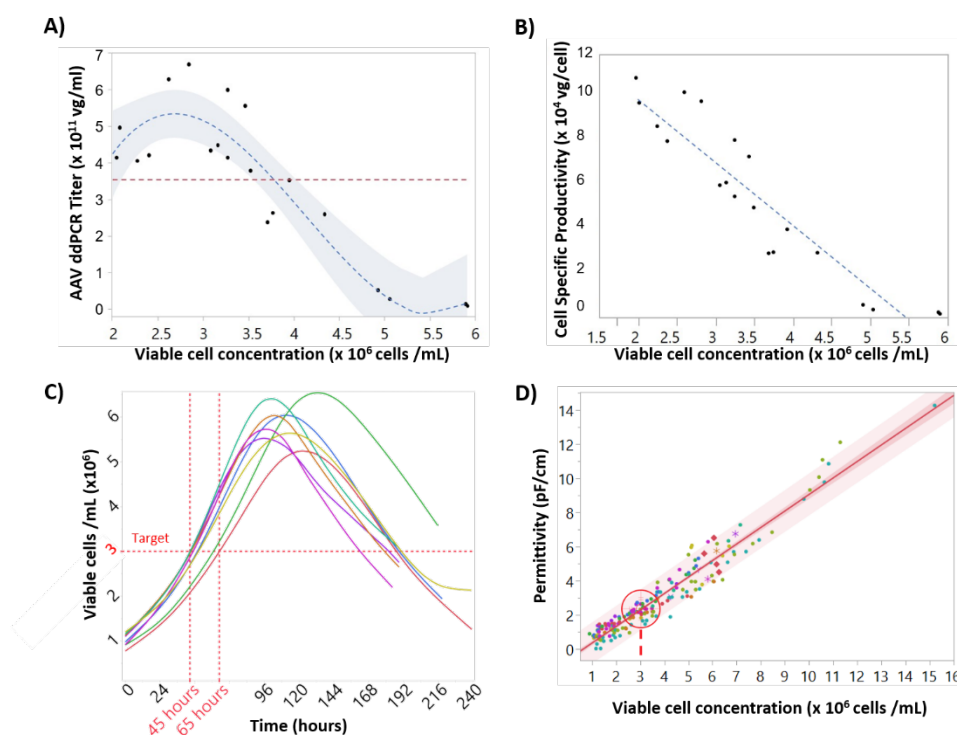 A)
AAV ddPCR Titer (x 10¹¹ vg/ml)
7
6
5
4
3
2
1
0
2 2.5 3 3.5 4 4.5 5 5.5 6
Viable cell concentration (x 10⁶ cells /mL)
B)
Cell Specific Productivity (x 10⁴ vg/cell)
12
10
8
6
4
2
0
1.5 2 2.5 3 3.5 4 4.5 5 5.5 6
Viable cell concentration (x 10⁶ cells /mL)
C)
Viable cells /mL (x10⁶)
6
5
4
3
2
1
Target
0 24 96 120 144 168 192 216 240
45 hours
65 hours
Time (hours)
D)
Permittivity (pF/cm)
14
12
10
8
6
4
2
0
1 2 3 4 5 6 7 8 9 10 11 12 13 14 15 16
Viable cell concentration (x 10⁶ cells /mL)